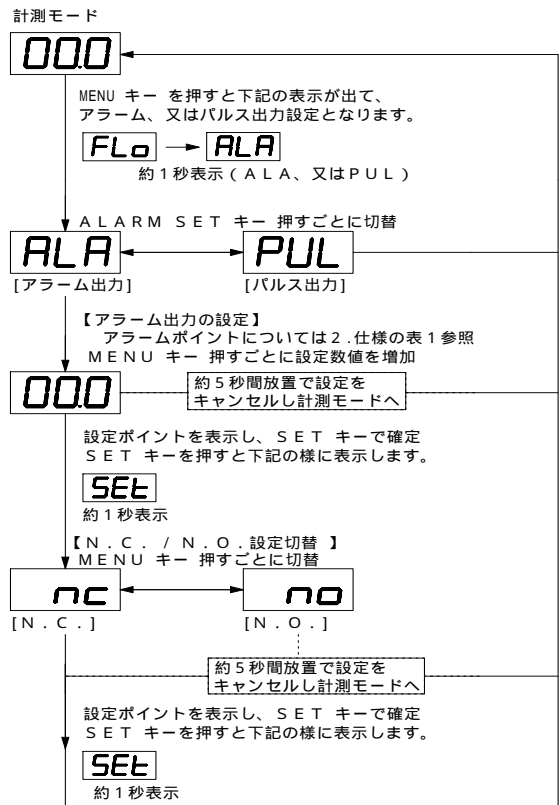 計測モード
00.0
MENU キー を押すと下記の表示が出て、
アラーム、又はパルス出力設定となります。
FLo ALA
約1秒表示(ALA、又はPUL)
ALARM SET キー 押すごとに切替
ALA PUL
[アラーム出力] [パルス出力]
【アラーム出力の設定】
アラームポイントについては2.仕様の表1参照
MENU キー 押すごとに設定数値を増加
00.0
約5秒間放置で設定を
キャンセルし計測モードへ
設定ポイントを表示し、SET キーで確定
SET キーを押すと下記の様に表示します。
SEt
約1秒表示
【N.C. / N.O.設定切替 】
MENU キー 押すごとに切替
nc no
[N.C.] [N.O.]
約5秒間放置で設定を
キャンセルし計測モードへ
設定ポイントを表示し、SET キーで確定
SET キーを押すと下記の様に表示します。
SEt
約1秒表示